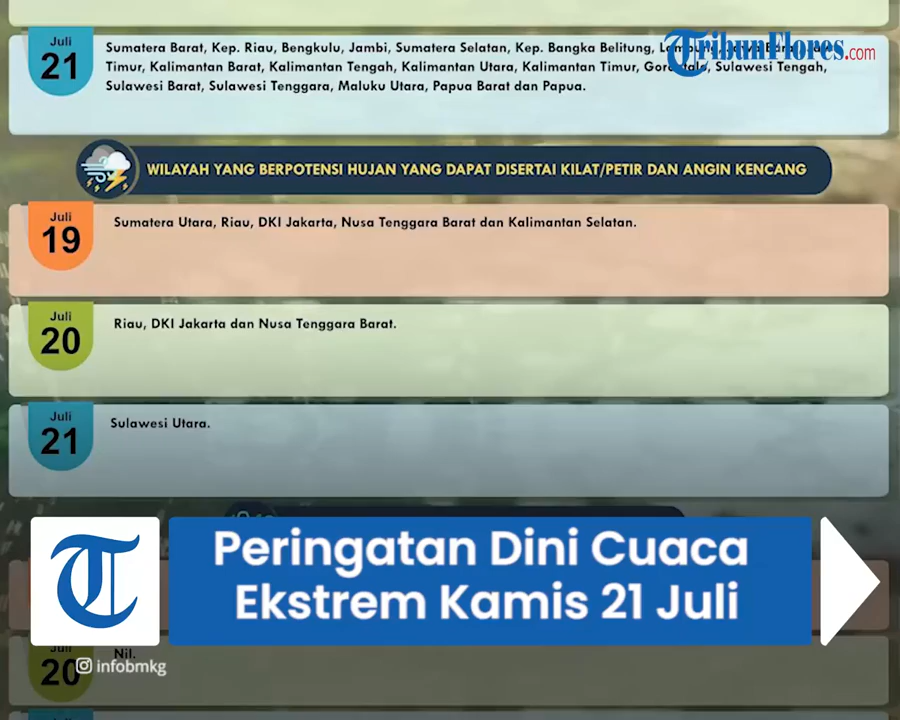 Juli
21
Sumatera Barat, Kep. Riau, Bengkulu, Jambi, Sumatera Selatan, Kep. Bangka Belitung,
Timur, Kalimantan Barat, Kalimantan Tengah, Kalimantan Utara, Kalimantan Timur, Gorontalo, Sulawesi Tengah,
Sulawesi Barat, Sulawesi Tenggara, Maluku Utara, Papua Barat dan Papua.
TribunFlores.com
WILAYAH YANG BERPOTENSI HUJAN YANG DAPAT DISERTAI KILAT/PETIR DAN ANGIN KENCANG
Juli
19
Sumatera Utara, Riau, DKI Jakarta, Nusa Tenggara Barat dan Kalimantan Selatan.
Juli
20
Riau, DKI Jakarta dan Nusa Tenggara Barat.
Juli
21
Sulawesi Utara.
T
Peringatan Dini Cuaca
Ekstrem Kamis 21 Juli
Juli
20
Nil.
infobmkg